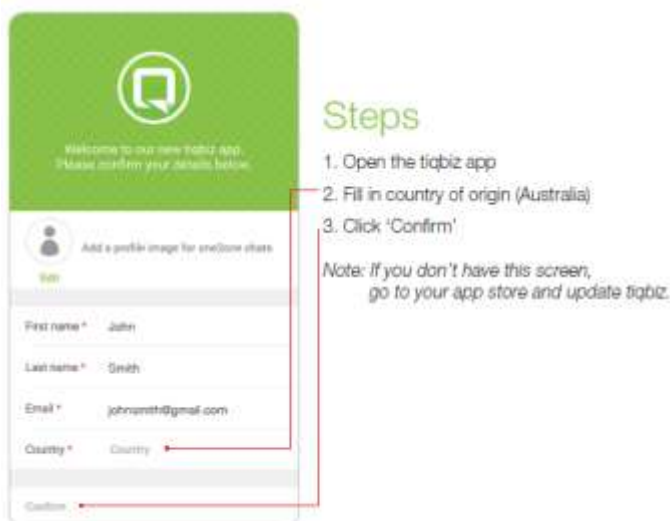 Welcome to our new tiqbiz app.
Please confirm your details below.
Add a profile image for oneZone share
Edit
First name * John
Last name * Smith
Email * johnsmith@gmail.com
Country * Country
Confirm
Steps
1. Open the tiqbiz app
2. Fill in country of origin (Australia)
3. Click ‘Confirm’
Note: If you don’t have this screen,
go to your app store and update tiqbiz.